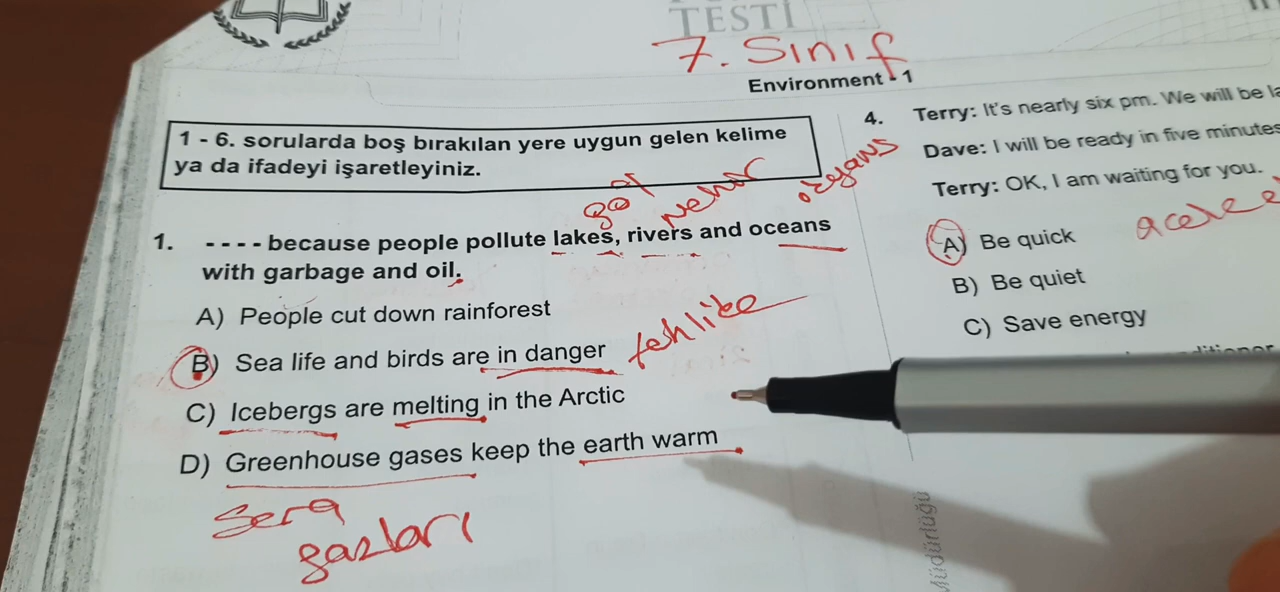 TESTİ
7. Sınıf
Environment - 1
1 - 6. sorularda boş bırakılan yere uygun gelen kelime
ya da ifadeyi işaretleyiniz.
göl nehir okyanus
1. ---- because people pollute lakes, rivers and oceans
with garbage and oil.
A) People cut down rainforest
B) Sea life and birds are in danger tehlike
C) Icebergs are melting in the Arctic
D) Greenhouse gases keep the earth warm
Sera
gazları
4. Terry: It's nearly six pm. We will be
Dave: I will be ready in five minutes
Terry: OK, I am waiting for you.
A) Be quick
B) Be quiet
C) Save energy
Müdürlüğü